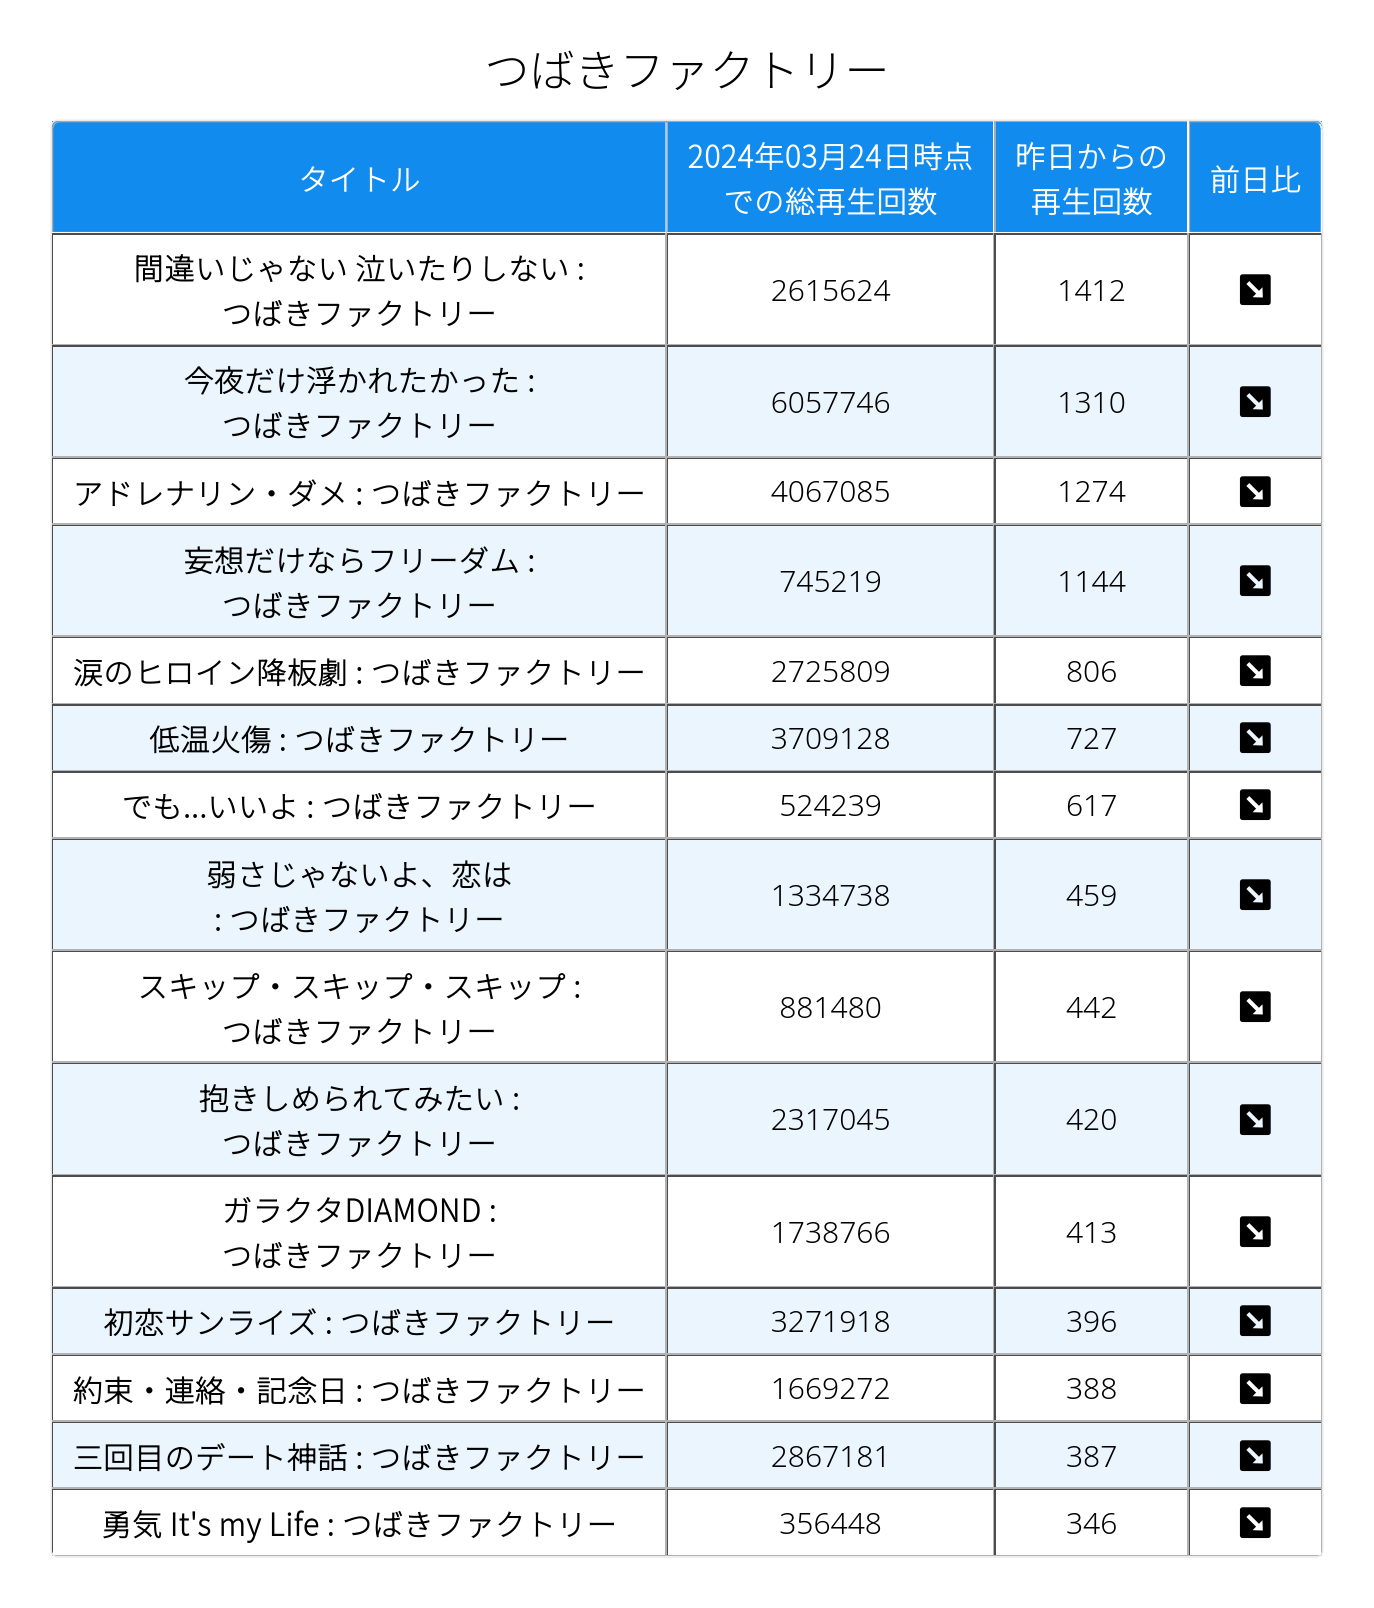 つばきファクトリー
タイトル
2024年03月24日時点
での総再生回数
昨日からの
再生回数
前日比
間違いじゃない 泣いたりしない :
つばきファクトリー
2615624
1412
今夜だけ浮かれたかった :
つばきファクトリー
6057746
1310
アドレナリン・ダメ : つばきファクトリー
4067085
1274
妄想だけならフリーダム :
つばきファクトリー
745219
1144
涙のヒロイン降板劇 : つばきファクトリー
2725809
806
低温火傷 : つばきファクトリー
3709128
727
でも...いいよ : つばきファクトリー
524239
617
弱さじゃないよ、恋は
: つばきファクトリー
1334738
459
スキップ・スキップ・スキップ :
つばきファクトリー
881480
442
抱きしめられてみたい :
つばきファクトリー
2317045
420
ガラクタDIAMOND :
つばきファクトリー
1738766
413
初恋サンライズ : つばきファクトリー
3271918
396
約束・連絡・記念日 : つばきファクトリー
1669272
388
三回目のデート神話 : つばきファクトリー
2867181
387
勇気 It's my Life : つばきファクトリー
356448
346